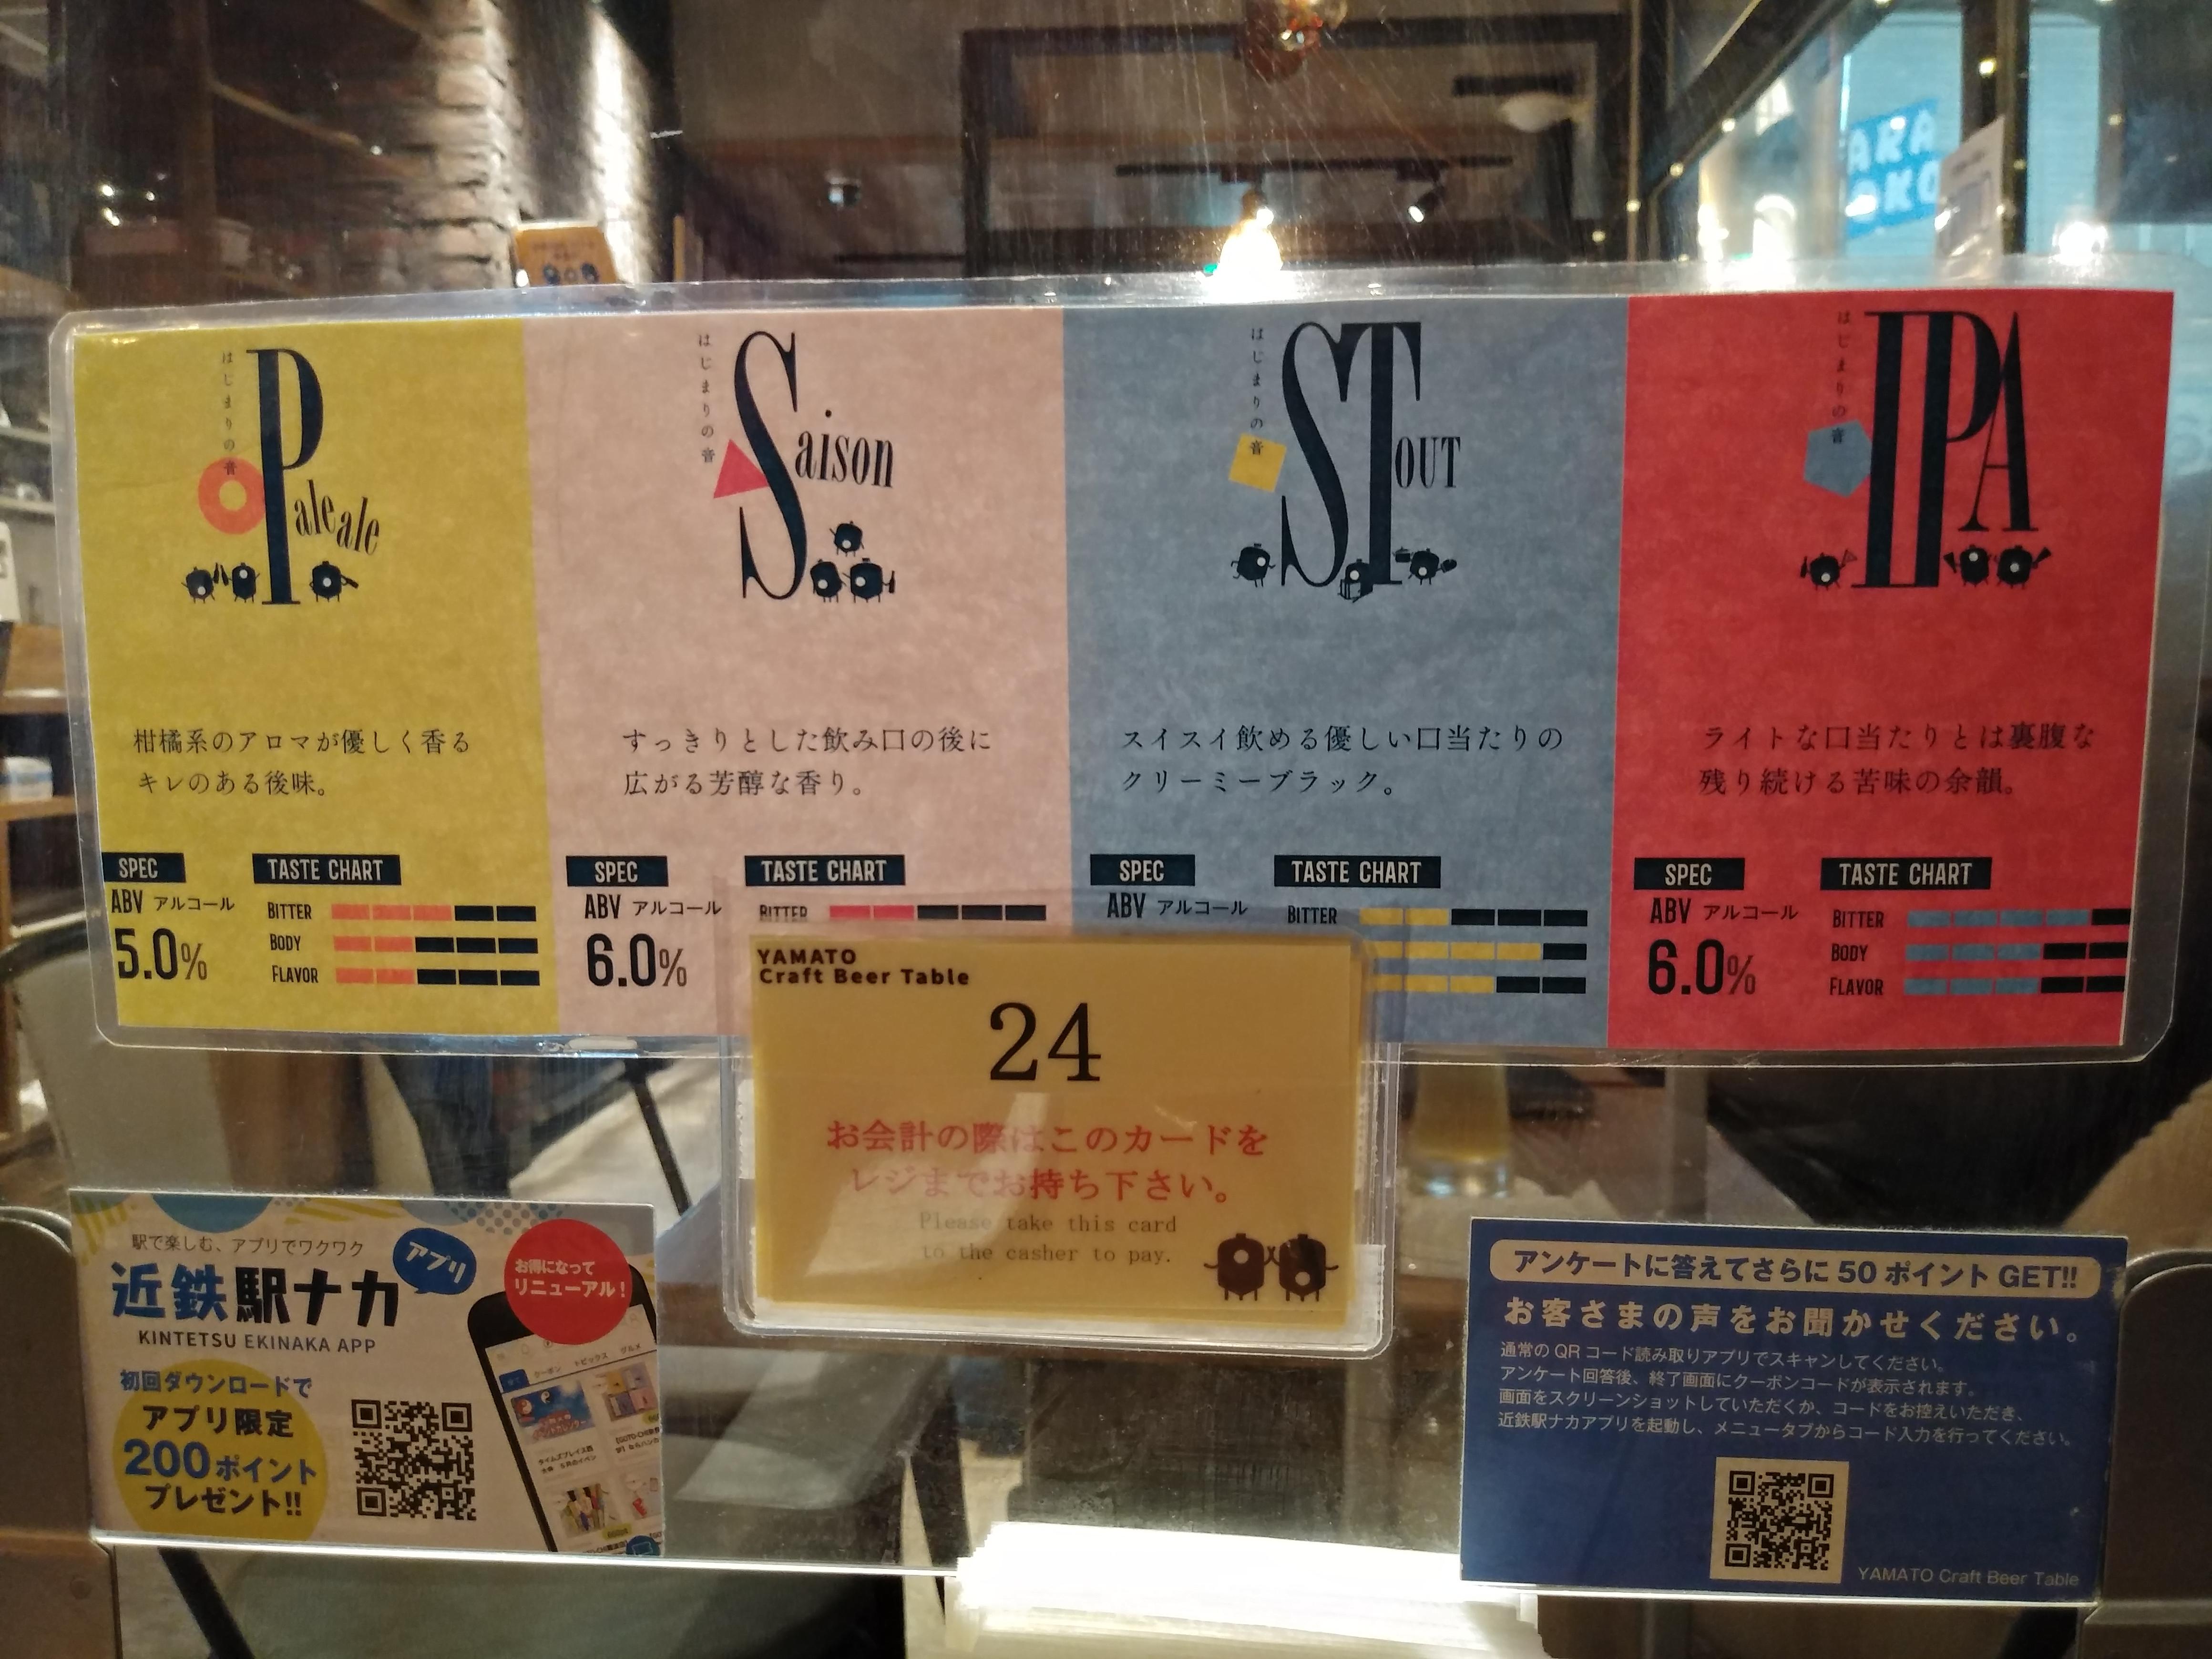 はじまりの音
Pale ale
柑橘系のアロマが優しく香る
キレのある後味。
SPEC
ABV アルコール
5.0%
TASTE CHART
BITTER
BODY
FLAVOR
はじまりの音
Saison
すっきりとした飲み口の後に
広がる芳醇な香り。
SPEC
ABV アルコール
6.0%
TASTE CHART
BITTER
はじまりの音
STOUT
スイスイ飲める優しい口当たりの
クリーミーブラック。
SPEC
ABV アルコール
TASTE CHART
BITTER
はじまりの音
IPA
ライトな口当たりとは裏腹な
残り続ける苦味の余韻。
SPEC
ABV アルコール
6.0%
TASTE CHART
BITTER
BODY
FLAVOR
YAMATO
Craft Beer Table
24
お会計の際はこのカードを
レジまでお持ち下さい。
Please take this card
to the casher to pay.
駅で楽しむ、アプリでワクワク
近鉄駅ナカ
アプリ
KINTETSU EKINAKA APP
お得になって
リニューアル!
初回ダウンロードで
アプリ限定
200ポイント
プレゼント!!
クーポン トピックス グルメ
アンケートに答えてさらに 50 ポイント GET!!
お客さまの声をお聞かせください。
通常の QR コード読み取りアプリでスキャンしてください。
アンケート回答後、終了画面にクーポンコードが表示されます。
画面をスクリーンショットしていただくか、コードをお控えいただき、
近鉄駅ナカアプリを起動し、メニュータブからコード入力を行ってください。
YAMATO Craft Beer Table